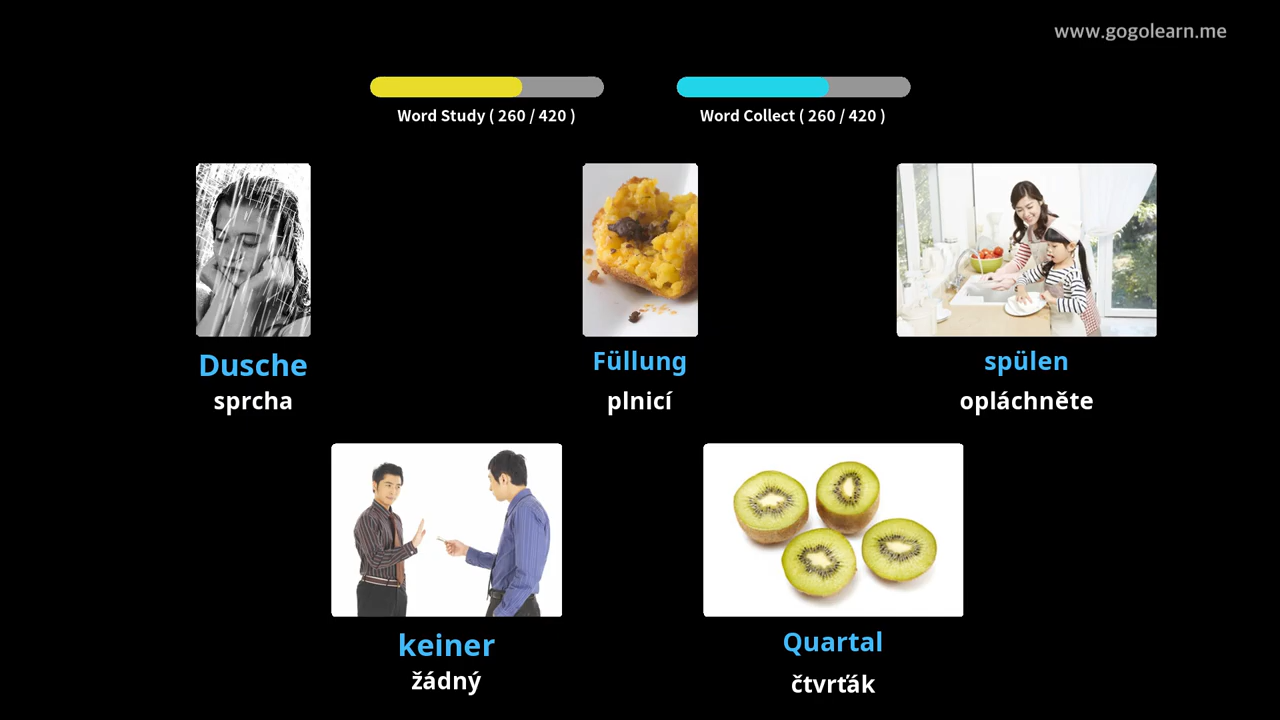 www.gogolearn.me
Word Study ( 260 / 420 )
Word Collect ( 260 / 420 )
Dusche
sprcha
Füllung
plnicí
spülen
opláchněte
keiner
žádný
Quartal
čtvrťák